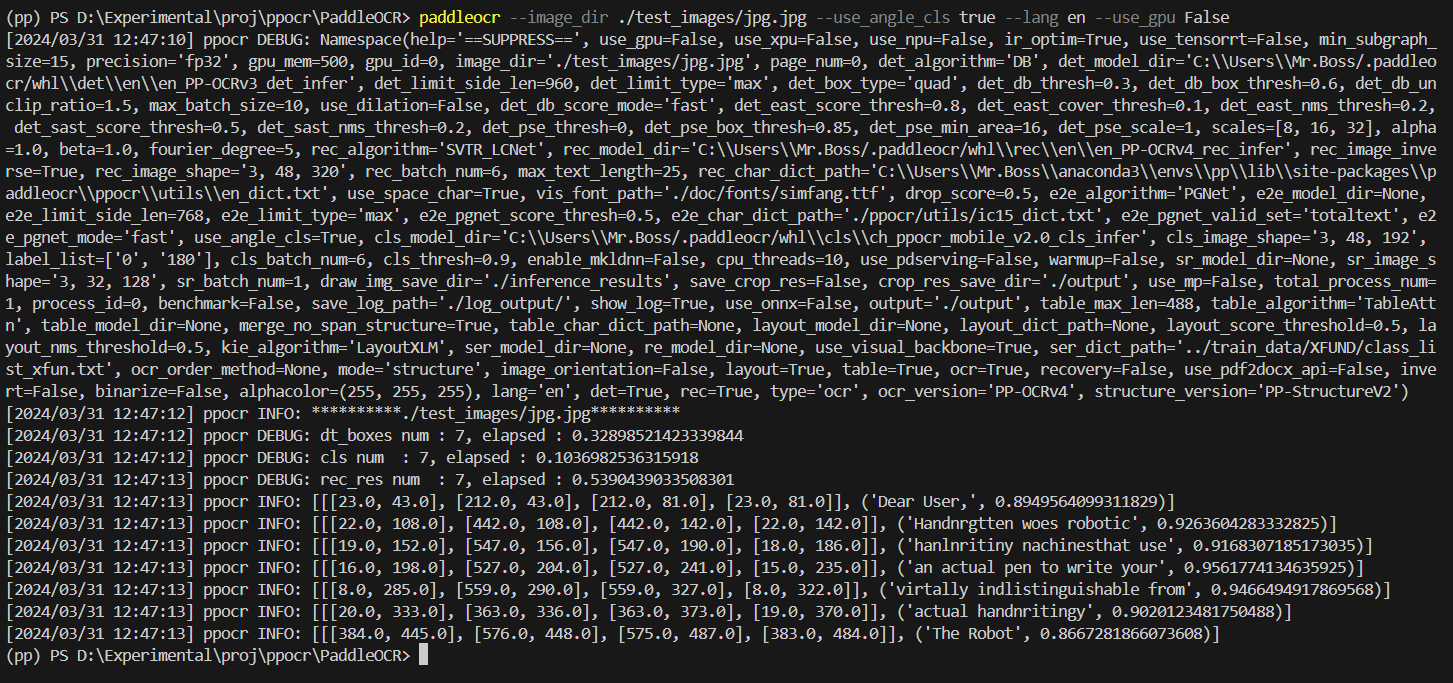 (pp) PS D:\Experimental\proj\ppocr\PaddleOCR> paddleocr --image_dir ./test_images/jpg.jpg --use_angle_cls true --lang en --use_gpu False
[2024/03/31 12:47:10] ppocr DEBUG: Namespace(help='==SUPPRESS==', use_gpu=False, use_xpu=False, use_npu=False, ir_optim=True, use_tensorrt=False, min_subgraph_
size=15, precision='fp32', gpu_mem=500, gpu_id=0, image_dir='./test_images/jpg.jpg', page_num=0, det_algorithm='DB', det_model_dir='C:\\Users\\Mr.Boss/.paddleo
cr/whl\\det\\en\\en_PP-OCRv3_det_infer', det_limit_side_len=960, det_limit_type='max', det_box_type='quad', det_db_thresh=0.3, det_db_box_thresh=0.6, det_db_un
clip_ratio=1.5, max_batch_size=10, use_dilation=False, det_db_score_mode='fast', det_east_score_thresh=0.8, det_east_cover_thresh=0.1, det_east_nms_thresh=0.2,
 det_sast_score_thresh=0.5, det_sast_nms_thresh=0.2, det_pse_thresh=0, det_pse_box_thresh=0.85, det_pse_min_area=16, det_pse_scale=1, scales=[8, 16, 32], alpha
=1.0, beta=1.0, fourier_degree=5, rec_algorithm='SVTR_LCNet', rec_model_dir='C:\\Users\\Mr.Boss/.paddleocr/whl\\rec\\en\\en_PP-OCRv4_rec_infer', rec_image_inve
rse=True, rec_image_shape='3, 48, 320', rec_batch_num=6, max_text_length=25, rec_char_dict_path='C:\\Users\\Mr.Boss\\anaconda3\\envs\\pp\\lib\\site-packages\\p
addleocr\\ppocr\\utils\\en_dict.txt', use_space_char=True, vis_font_path='./doc/fonts/simfang.ttf', drop_score=0.5, e2e_algorithm='PGNet', e2e_model_dir=None,
e2e_limit_side_len=768, e2e_limit_type='max', e2e_pgnet_score_thresh=0.5, e2e_char_dict_path='./ppocr/utils/ic15_dict.txt', e2e_pgnet_valid_set='totaltext', e2
e_pgnet_mode='fast', use_angle_cls=True, cls_model_dir='C:\\Users\\Mr.Boss/.paddleocr/whl\\cls\\ch_ppocr_mobile_v2.0_cls_infer', cls_image_shape='3, 48, 192',
label_list=['0', '180'], cls_batch_num=6, cls_thresh=0.9, enable_mkldnn=False, cpu_threads=10, use_pdserving=False, warmup=False, sr_model_dir=None, sr_image_s
hape='3, 32, 128', sr_batch_num=1, draw_img_save_dir='./inference_results', save_crop_res=False, crop_res_save_dir='./output', use_mp=False, total_process_num=
1, process_id=0, benchmark=False, save_log_path='./log_output/', show_log=True, use_onnx=False, output='./output', table_max_len=488, table_algorithm='TableAtt
n', table_model_dir=None, merge_no_span_structure=True, table_char_dict_path=None, layout_model_dir=None, layout_dict_path=None, layout_score_threshold=0.5, la
yout_nms_threshold=0.5, kie_algorithm='LayoutXLM', ser_model_dir=None, re_model_dir=None, use_visual_backbone=True, ser_dict_path='../train_data/XFUND/class_li
st_xfun.txt', ocr_order_method=None, mode='structure', image_orientation=False, layout=True, table=True, ocr=True, recovery=False, use_pdf2docx_api=False, inve
rt=False, binarize=False, alphacolor=(255, 255, 255), lang='en', det=True, rec=True, type='ocr', ocr_version='PP-OCRv4', structure_version='PP-StructureV2')
[2024/03/31 12:47:12] ppocr INFO: **********./test_images/jpg.jpg**********
[2024/03/31 12:47:12] ppocr DEBUG: dt_boxes num : 7, elapsed : 0.32898521423339844
[2024/03/31 12:47:12] ppocr DEBUG: cls num  : 7, elapsed : 0.1036982536315918
[2024/03/31 12:47:13] ppocr DEBUG: rec_res num  : 7, elapsed : 0.5390439033508301
[2024/03/31 12:47:13] ppocr INFO: [[[23.0, 43.0], [212.0, 43.0], [212.0, 81.0], [23.0, 81.0]], ('Dear User,', 0.8949564099311829)]
[2024/03/31 12:47:13] ppocr INFO: [[[22.0, 108.0], [442.0, 108.0], [442.0, 142.0], [22.0, 142.0]], ('Handnrgtten woes robotic', 0.9263604283332825)]
[2024/03/31 12:47:13] ppocr INFO: [[[19.0, 152.0], [547.0, 156.0], [547.0, 190.0], [18.0, 186.0]], ('hanlnritiny nachinesthat use', 0.9168307185173035)]
[2024/03/31 12:47:13] ppocr INFO: [[[16.0, 198.0], [527.0, 204.0], [527.0, 241.0], [15.0, 235.0]], ('an actual pen to write your', 0.9561774134635925)]
[2024/03/31 12:47:13] ppocr INFO: [[[8.0, 285.0], [559.0, 290.0], [559.0, 327.0], [8.0, 322.0]], ('virtally indlistinguishable from', 0.9466494917869568)]
[2024/03/31 12:47:13] ppocr INFO: [[[20.0, 333.0], [363.0, 336.0], [363.0, 373.0], [19.0, 370.0]], ('actual handnritingy', 0.9020123481750488)]
[2024/03/31 12:47:13] ppocr INFO: [[[384.0, 445.0], [576.0, 448.0], [575.0, 487.0], [383.0, 484.0]], ('The Robot', 0.8667281866073608)]
(pp) PS D:\Experimental\proj\ppocr\PaddleOCR>